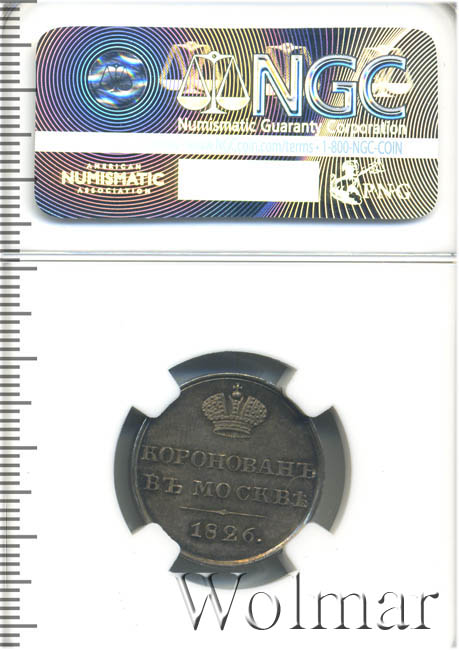 NGC
Numismatic Guaranty Corporation
www.NGCcoin.com/terms • 1-800-NGC-COIN
AMERICAN
NUMISMATIC
ASSOCIATION
PNG
КОРОНОВАНЪ
ВЪ МОСКВѢ
1826.
Wolmar